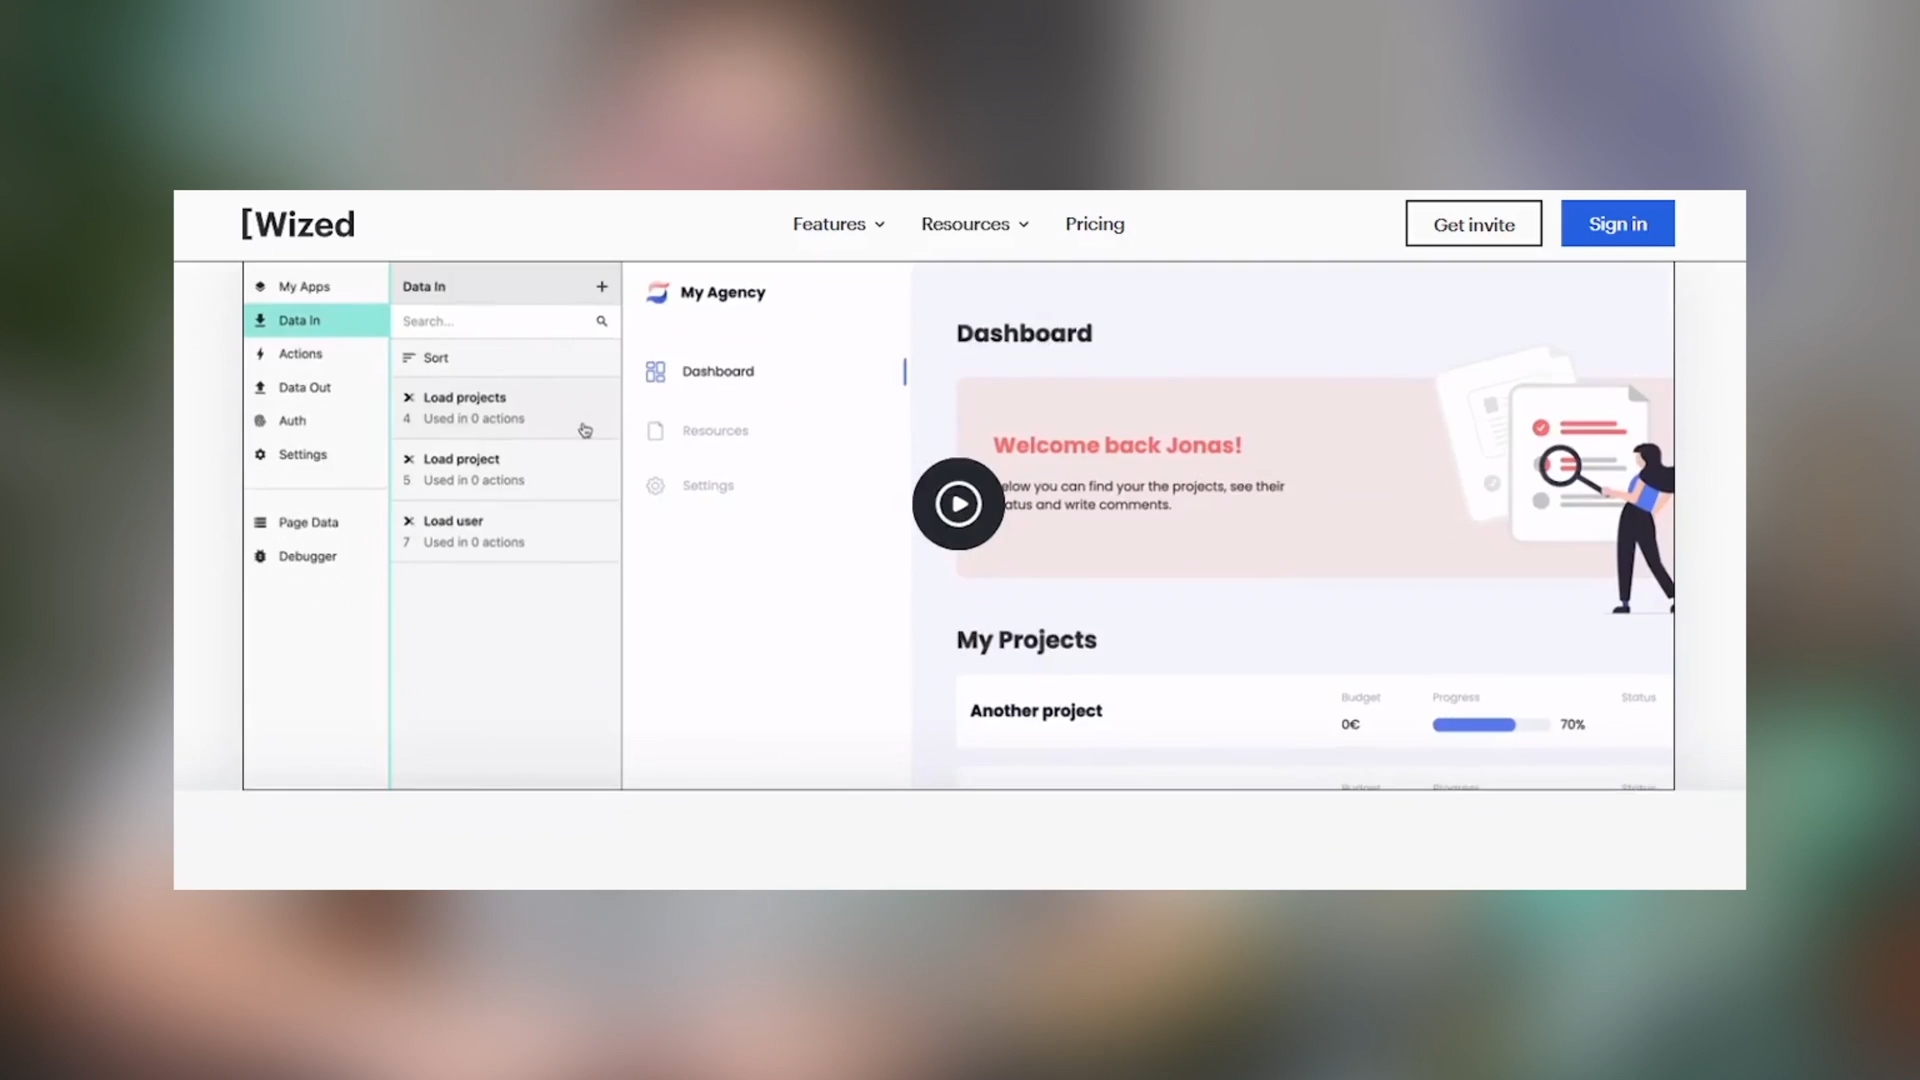 [Wized
Features
Resources
Pricing
Get invite
Sign in
My Apps
Data In
Actions
Data Out
Auth
Settings
Page Data
Debugger
Data In
Search...
Sort
Load projects
4 Used in 0 actions
Load project
5 Used in 0 actions
Load user
7 Used in 0 actions
My Agency
Dashboard
Resources
Settings
Dashboard
Welcome back Jonas!
elow you can find your the projects, see their
atus and write comments.
My Projects
Another project
Budget
0€
Progress
70%
Status
Budget
Progress
Status